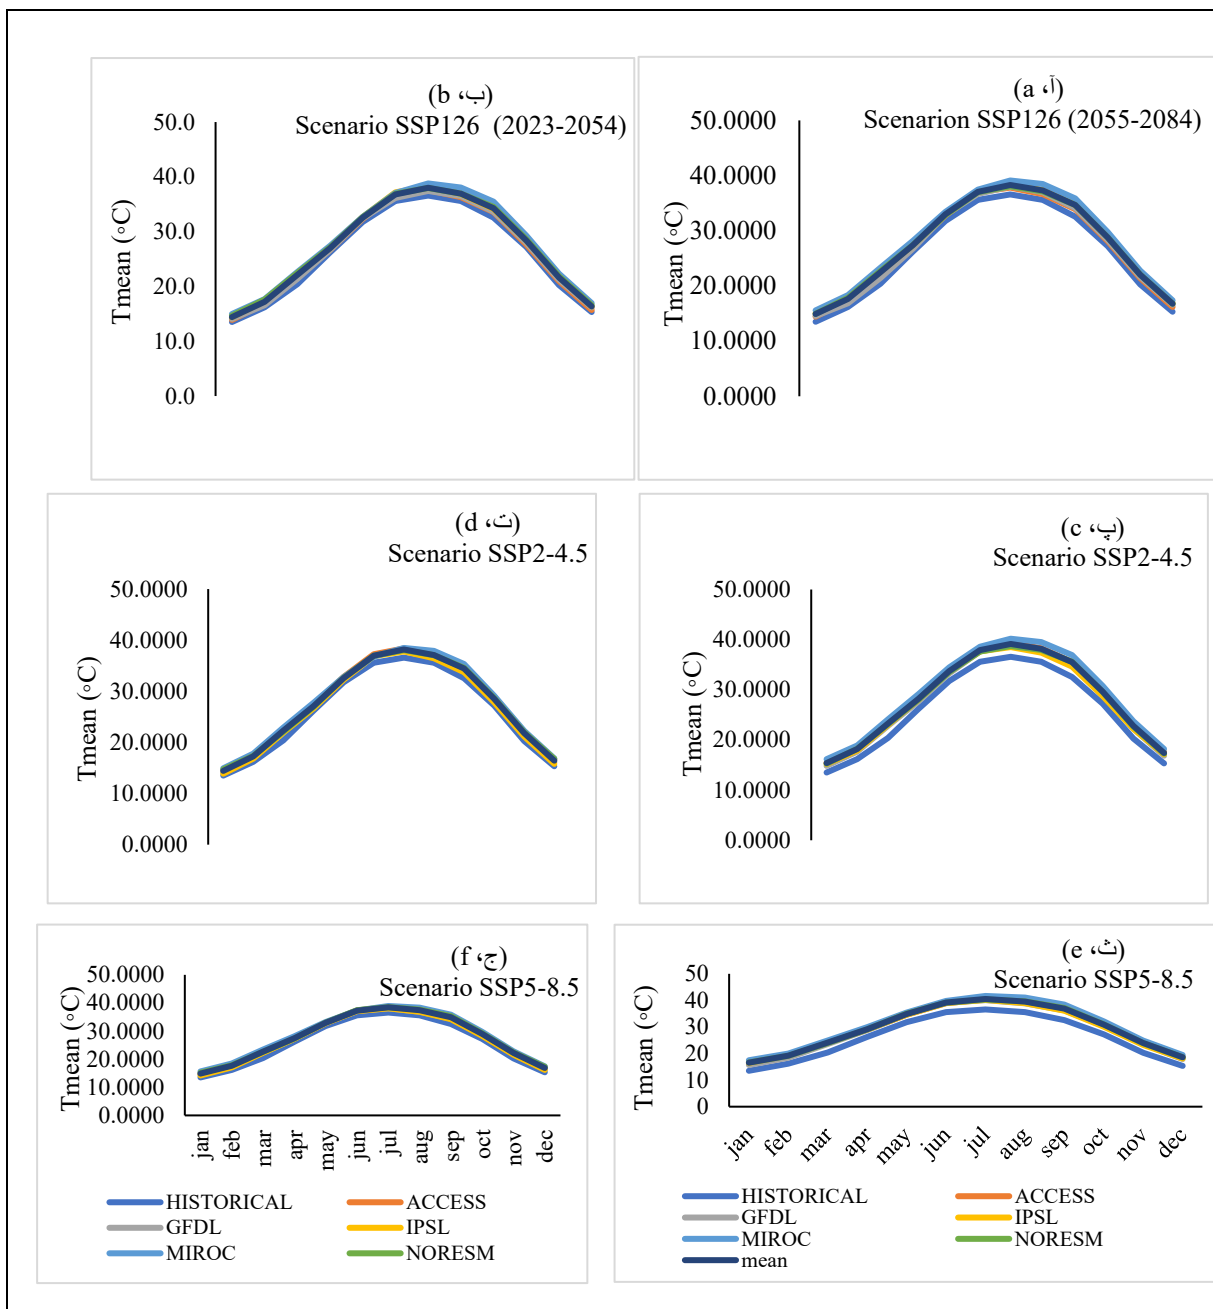 (ب، b)
Scenario SSP126 (2023-2054)
50.0
40.0
30.0
20.0
10.0
0.0
Tmean (°C)
(آ، a)
Scenarion SSP126 (2055-2084)
50.0000
40.0000
30.0000
20.0000
10.0000
0.0000
Tmean (°C)
(ت، d)
Scenario SSP2-4.5
50.0000
40.0000
30.0000
20.0000
10.0000
0.0000
Tmean (°C)
(پ، c)
Scenario SSP2-4.5
50.0000
40.0000
30.0000
20.0000
10.0000
0.0000
Tmean (°C)
(ج، f)
Scenario SSP5-8.5
50.0000
40.0000
30.0000
20.0000
10.0000
0.0000
Tmean (°C)
jan feb mar apr may jun jul aug sep oct nov dec
HISTORICAL ACCESS
GFDL IPSL
MIROC NORESM
(ث، e)
Scenario SSP5-8.5
50
40
30
20
10
0
Tmean (°C)
jan feb mar apr may jun jul aug sep oct nov dec
HISTORICAL ACCESS
GFDL IPSL
MIROC NORESM
mean